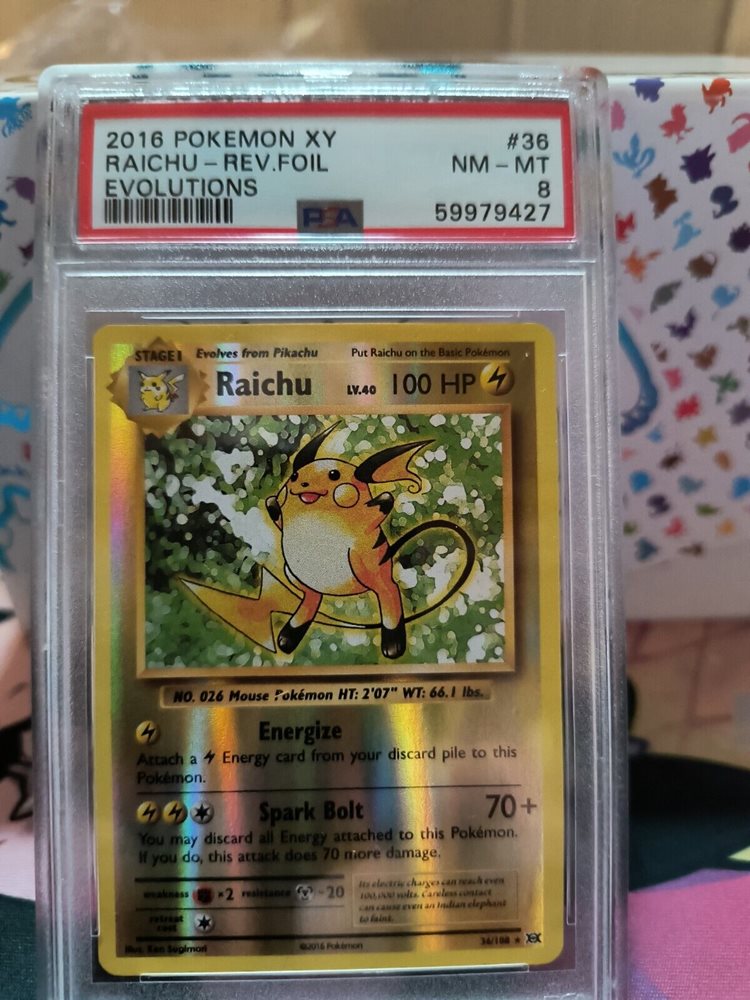 2016 POKEMON XY #36
RAICHU - REV.FOIL NM - MT
EVOLUTIONS 8
PSA 59979427
STAGE 1 Evolves from Pikachu Put Raichu on the Basic Pokémon
Raichu LV.40 100 HP
NO. 026 Mouse Pokémon HT: 2'07" WT: 66.1 lbs.
Energize
Attach a Energy card from your discard pile to this
Pokémon.
Spark Bolt 70+
You may discard all Energy attached to this Pokémon.
If you do, this attack does 70 more damage.
weakness ×2 resistance -20
retreat
cost
Its electric charges can reach even
100,000 volts. Careless contact
can cause even an Indian elephant
to faint.
Illus. Ken Sugimori ©2016 Pokémon 36/108 ★ XY